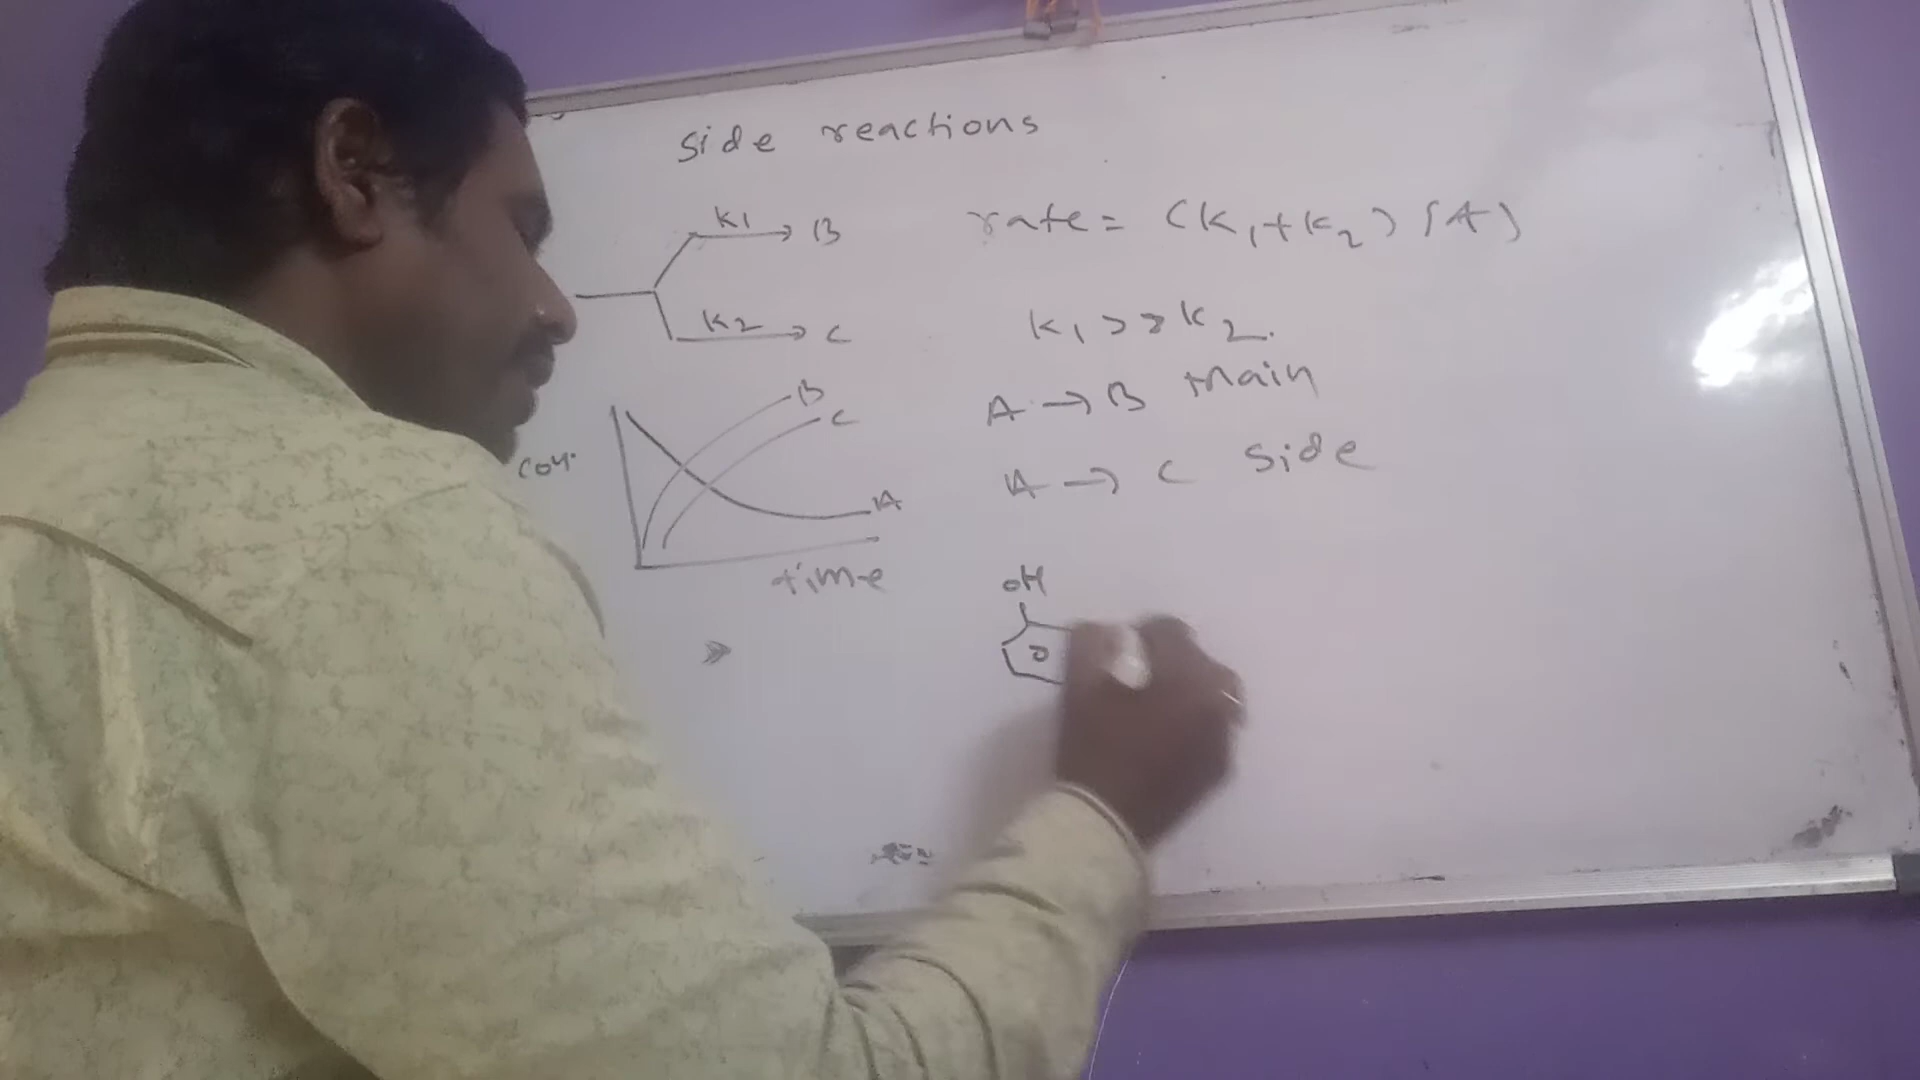 side reactions
K1 → B
rate = (K1+K2) [A]
K2 → C
K1 >> K2.
A → B main
A → C side
B
C
con.
A
time
OH